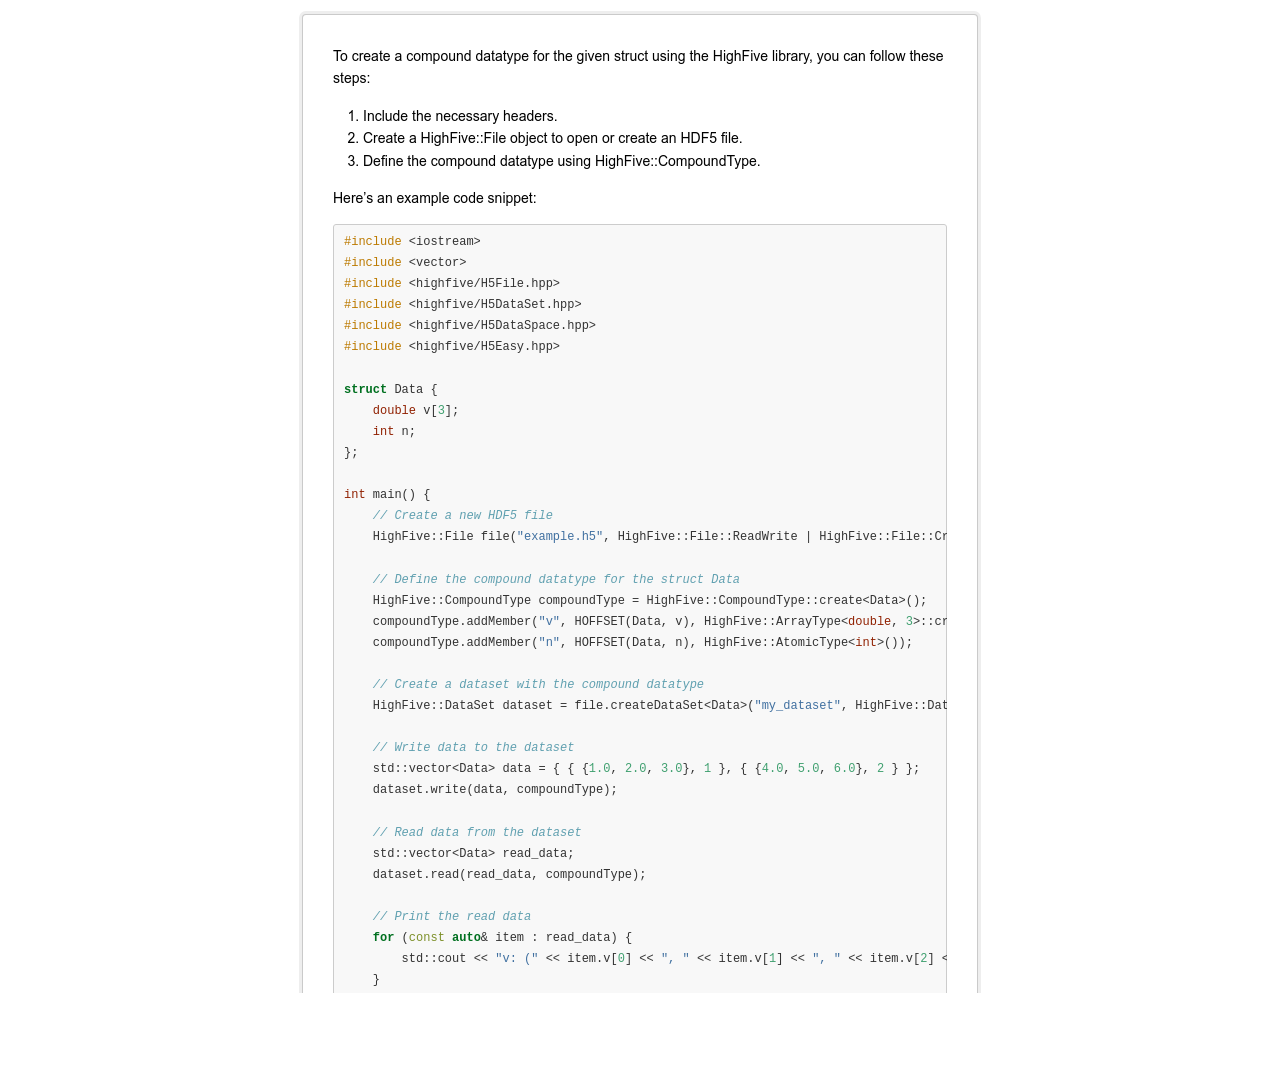 To create a compound datatype for the given struct using the HighFive library, you can follow these
steps:
1. Include the necessary headers.
2. Create a HighFive::File object to open or create an HDF5 file.
3. Define the compound datatype using HighFive::CompoundType.
Here’s an example code snippet:
#include <iostream>
#include <vector>
#include <highfive/H5File.hpp>
#include <highfive/H5DataSet.hpp>
#include <highfive/H5DataSpace.hpp>
#include <highfive/H5Easy.hpp>
struct Data {
    double v[3];
    int n;
};
int main() {
    // Create a new HDF5 file
    HighFive::File file("example.h5", HighFive::File::ReadWrite | HighFive::File::Cr
    // Define the compound datatype for the struct Data
    HighFive::CompoundType compoundType = HighFive::CompoundType::create<Data>();
    compoundType.addMember("v", HOFFSET(Data, v), HighFive::ArrayType<double, 3>::cr
    compoundType.addMember("n", HOFFSET(Data, n), HighFive::AtomicType<int>());
    // Create a dataset with the compound datatype
    HighFive::DataSet dataset = file.createDataSet<Data>("my_dataset", HighFive::Dat
    // Write data to the dataset
    std::vector<Data> data = { { {1.0, 2.0, 3.0}, 1 }, { {4.0, 5.0, 6.0}, 2 } };
    dataset.write(data, compoundType);
    // Read data from the dataset
    std::vector<Data> read_data;
    dataset.read(read_data, compoundType);
    // Print the read data
    for (const auto& item : read_data) {
        std::cout << "v: (" << item.v[0] << ", " << item.v[1] << ", " << item.v[2] <
    }